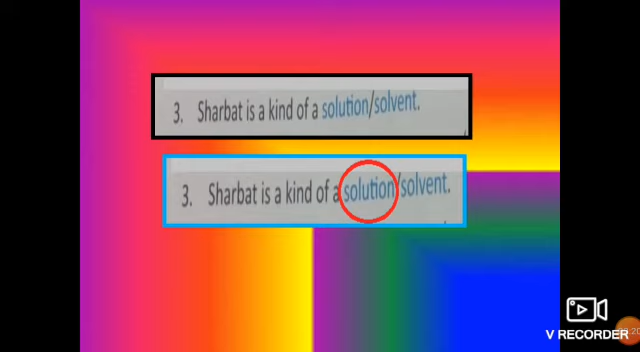 3. Sharbat is a kind of a solution/solvent.
3. Sharbat is a kind of a solution/solvent.
V RECORDER